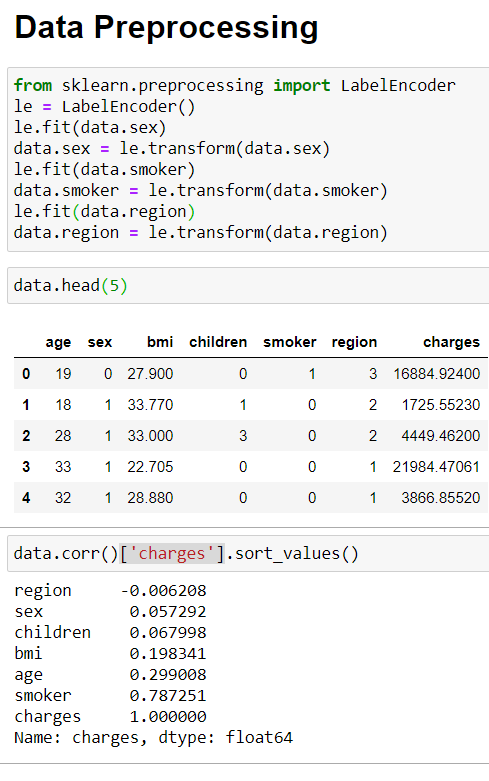 Data Preprocessing
from sklearn.preprocessing import LabelEncoder
le = LabelEncoder()
le.fit(data.sex)
data.sex = le.transform(data.sex)
le.fit(data.smoker)
data.smoker = le.transform(data.smoker)
le.fit(data.region)
data.region = le.transform(data.region)
data.head(5)
age sex bmi children smoker region charges
0 19 0 27.900 0 1 3 16884.92400
1 18 1 33.770 1 0 2 1725.55230
2 28 1 33.000 3 0 2 4449.46200
3 33 1 22.705 0 0 1 21984.47061
4 32 1 28.880 0 0 1 3866.85520
data.corr()['charges'].sort_values()
region -0.006208
sex 0.057292
children 0.067998
bmi 0.198341
age 0.299008
smoker 0.787251
charges 1.000000
Name: charges, dtype: float64